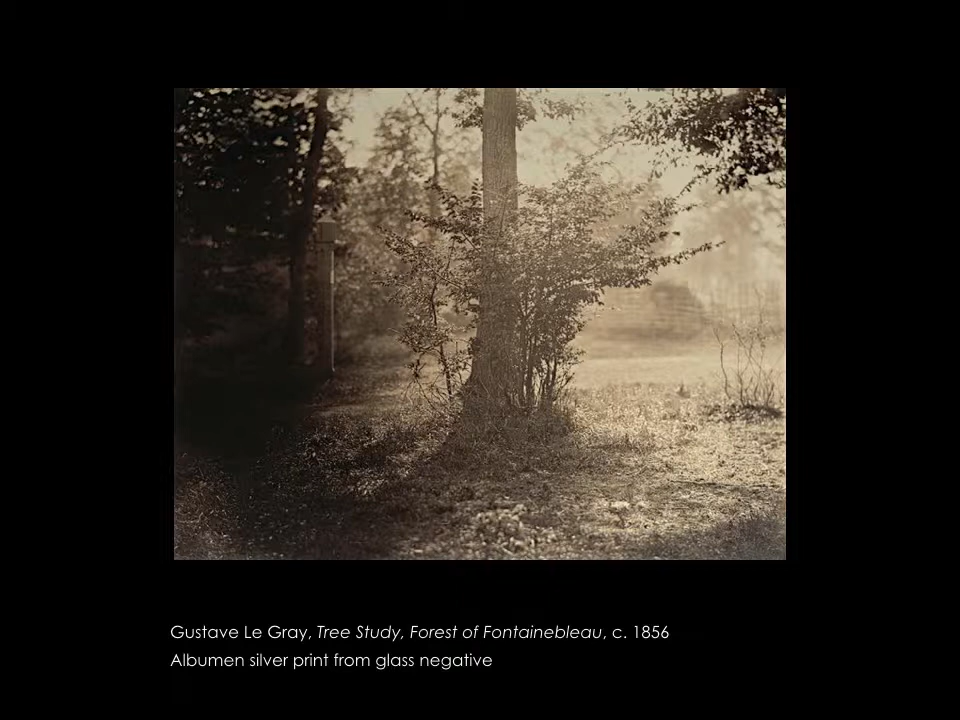 Gustave Le Gray, Tree Study, Forest of Fontainebleau, c. 1856
Albumen silver print from glass negative